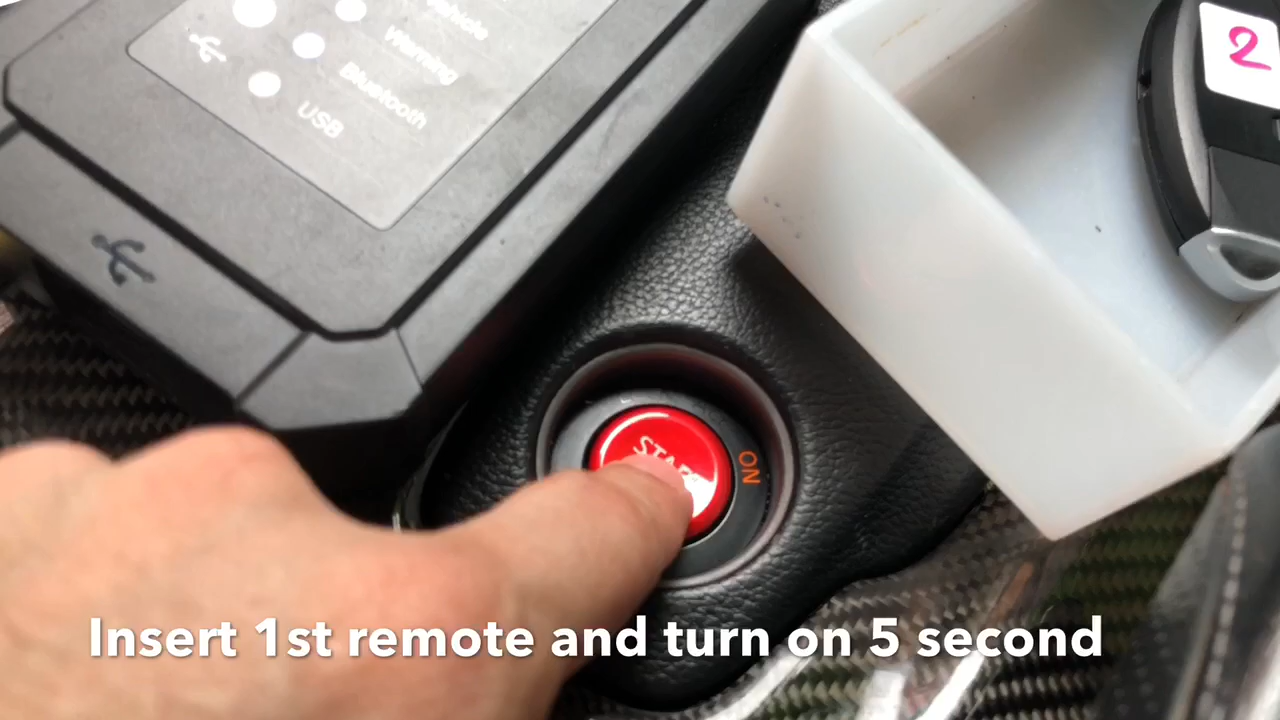 Warning
Bluetooth
USB
2
START
ON
Insert 1st remote and turn on 5 second